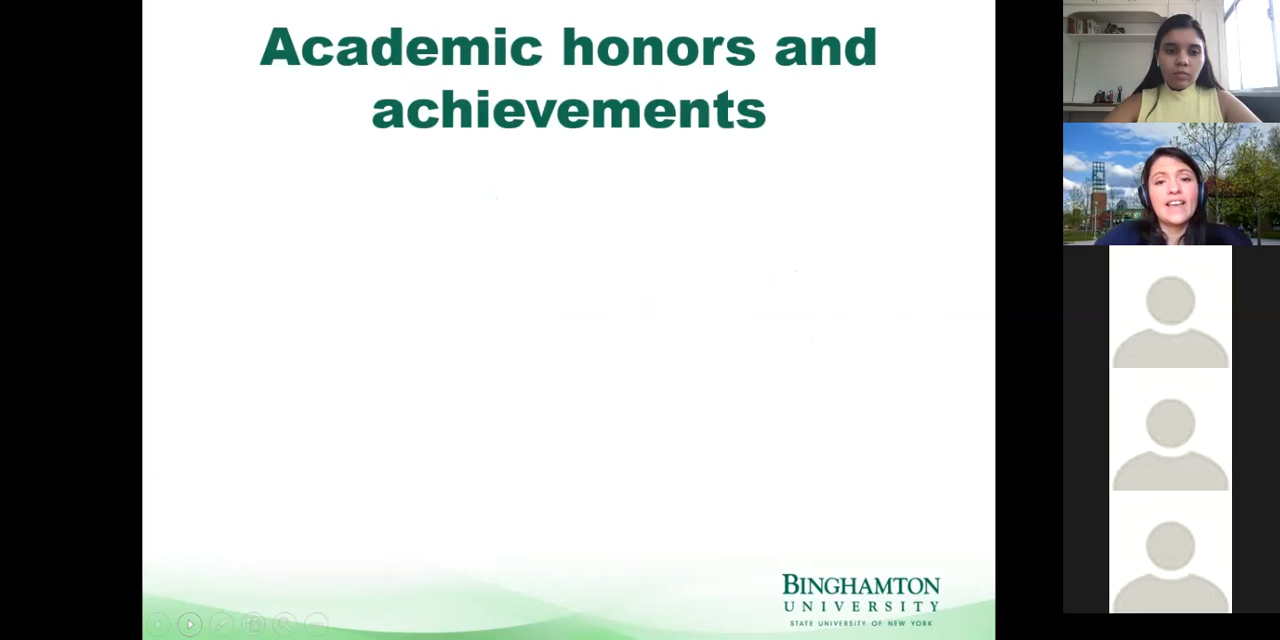 Academic honors and
achievements
BINGHAMTON
UNIVERSITY
STATE UNIVERSITY OF NEW YORK